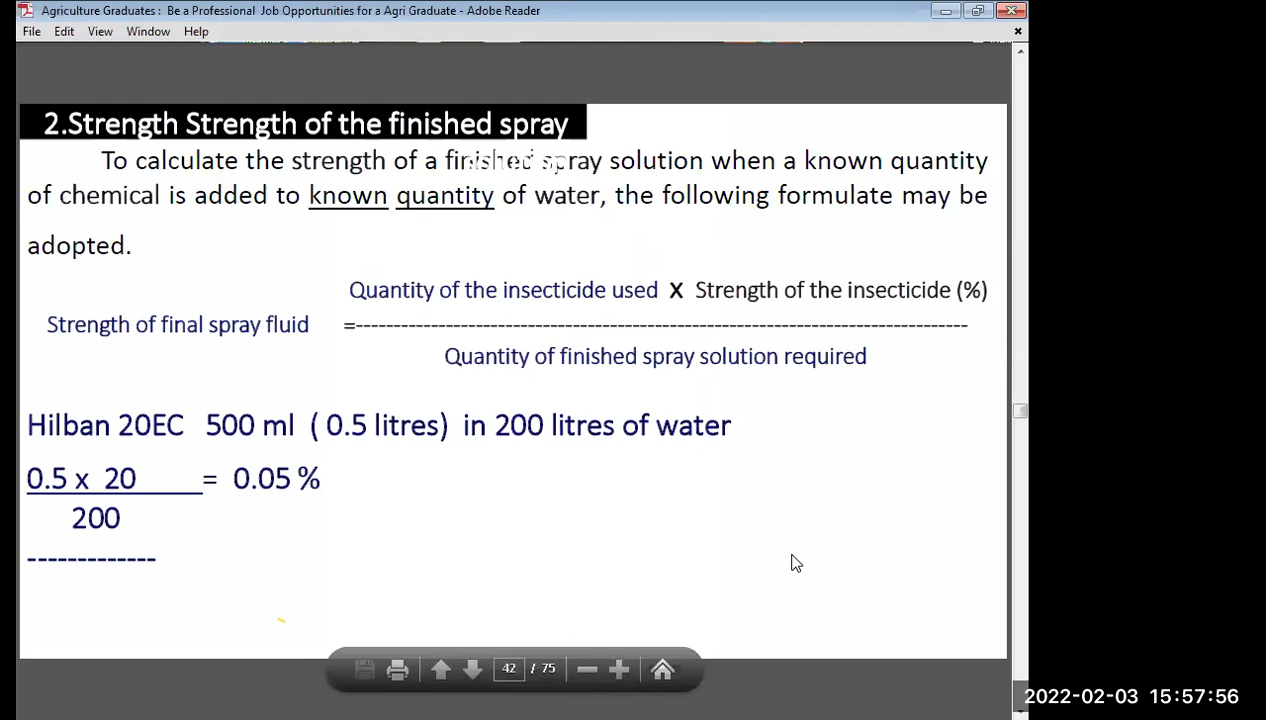 Agriculture Graduates : Be a Professional Job Opportunities for a Agri Graduate - Adobe Reader
File Edit View Window Help
2.Strength Strength of the finished spray
solution
To calculate the strength of a finished spray solution when a known quantity
of chemical is added to known quantity of water, the following formulate may be
adopted.
Quantity of the insecticide used X Strength of the insecticide (%)
Strength of final spray fluid =-----------------------------------------------------------------------------------
Quantity of finished spray solution required
Hilban 20EC 500 ml ( 0.5 litres) in 200 litres of water
0.5 x 20 = 0.05 %
200
-------------
42 / 75
2022-02-03 15:57:56